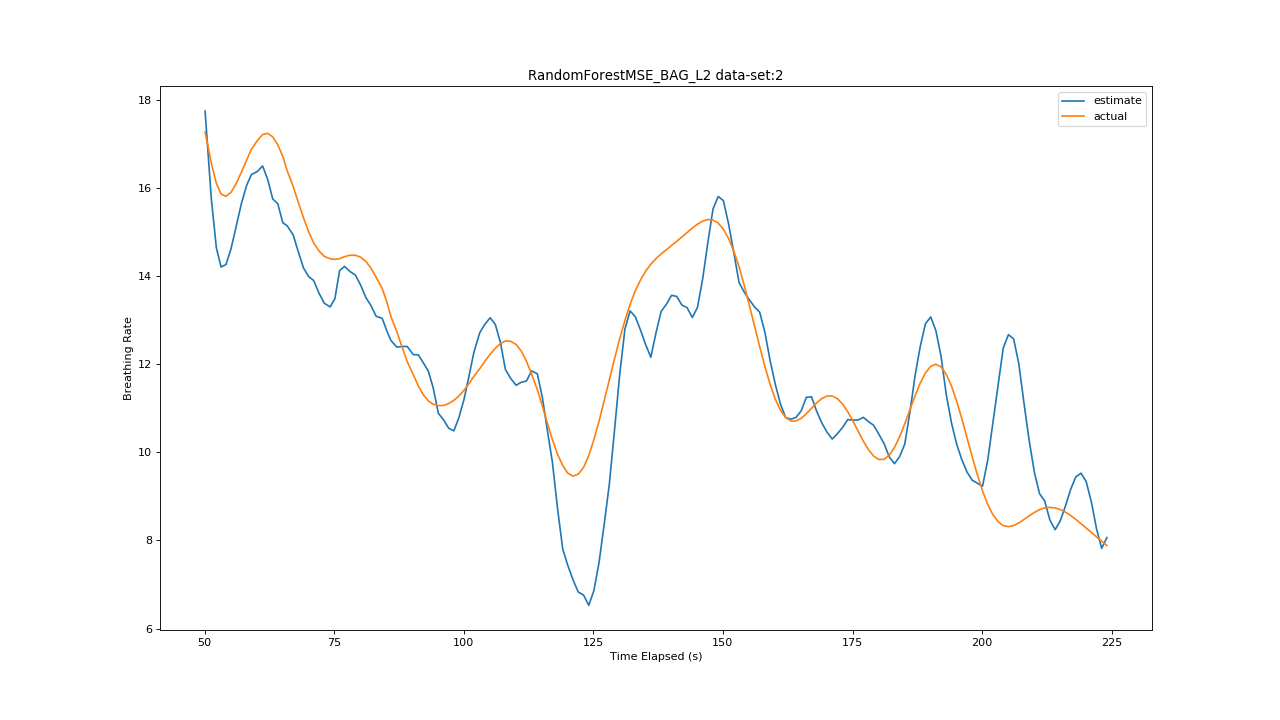 RandomForestMSE_BAG_L2 data-set:2
estimate
actual
18
16
14
12
10
8
6
Breathing Rate
50 75 100 125 150 175 200 225
Time Elapsed (s)